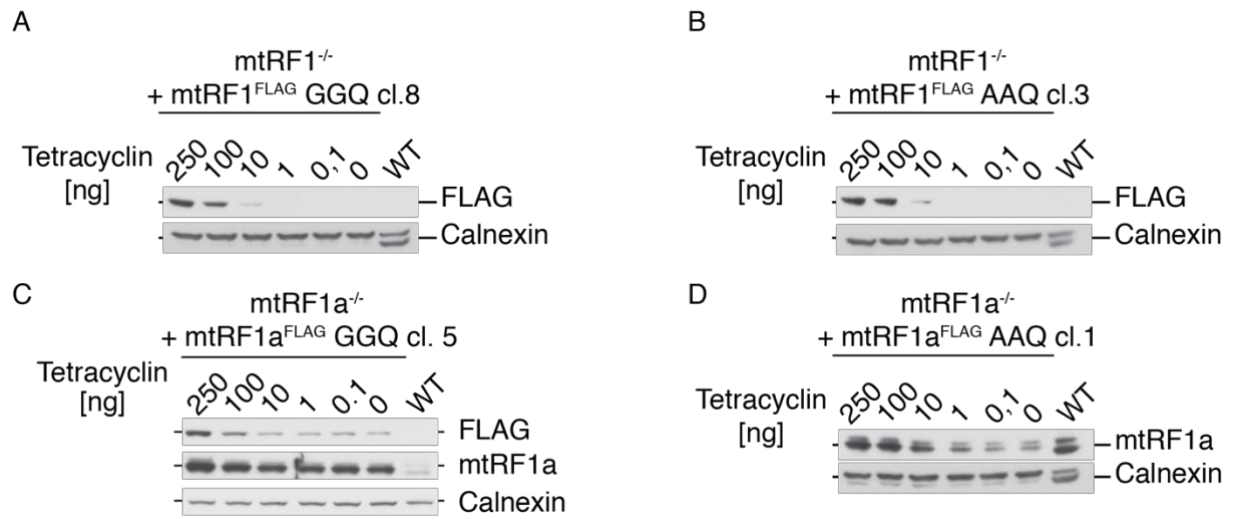 A
mtRF1-/-
+ mtRF1FLAG GGQ cl.8
Tetracyclin
[ng]
250 100 10 1 0,1 0 WT
FLAG
Calnexin
B
mtRF1-/-
+ mtRF1FLAG AAQ cl.3
Tetracyclin
[ng]
250 100 10 1 0,1 0 WT
FLAG
Calnexin
C
mtRF1a-/-
+ mtRF1aFLAG GGQ cl. 5
Tetracyclin
[ng]
250 100 10 1 0.1 0 WT
FLAG
mtRF1a
Calnexin
D
mtRF1a-/-
+ mtRF1aFLAG AAQ cl.1
Tetracyclin
[ng]
250 100 10 1 0,1 0 WT
mtRF1a
Calnexin